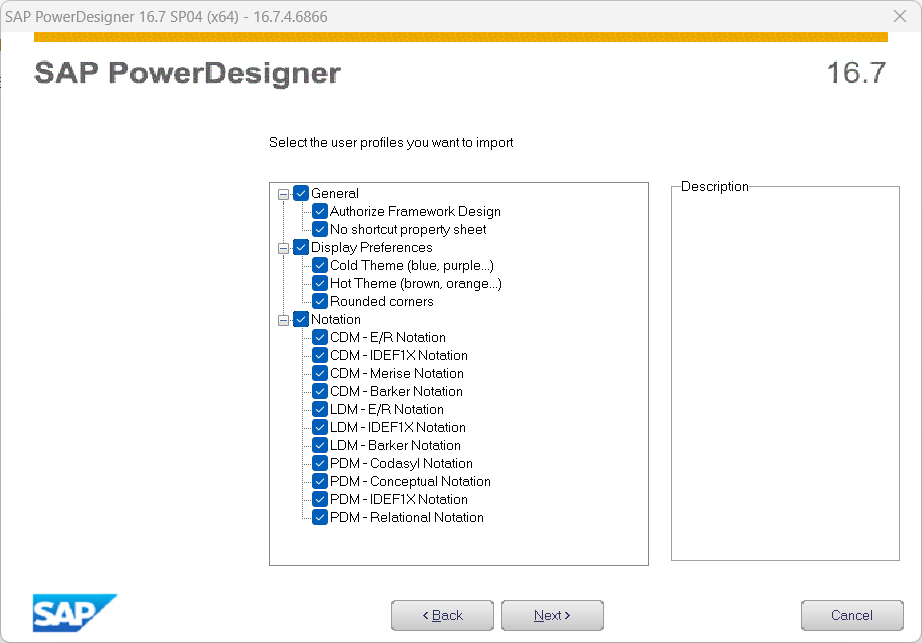 SAP PowerDesigner 16.7 SP04 (x64) - 16.7.4.6866
SAP PowerDesigner
16.7
Select the user profiles you want to import
General
Authorize Framework Design
No shortcut property sheet
Display Preferences
Cold Theme (blue, purple...)
Hot Theme (brown, orange...)
Rounded corners
Notation
CDM - E/R Notation
CDM - IDEF1X Notation
CDM - Merise Notation
CDM - Barker Notation
LDM - E/R Notation
LDM - IDEF1X Notation
LDM - Barker Notation
PDM - Codasyl Notation
PDM - Conceptual Notation
PDM - IDEF1X Notation
PDM - Relational Notation
Description
SAP
< Back
Next >
Cancel